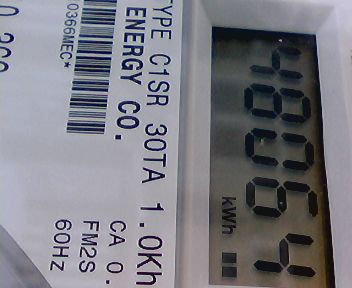 48064
kWh
TYPE C1SR 30TA 1.0Kh
ENERGY CO.
CA 0.
FM2S
60Hz
0366MEC*